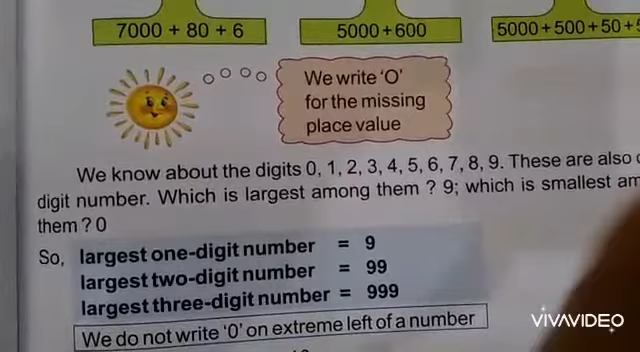 7000 + 80 + 6
5000 + 600
5000 + 500 + 50 +
We write 'O'
for the missing
place value
We know about the digits 0, 1, 2, 3, 4, 5, 6, 7, 8, 9. These are also
digit number. Which is largest among them ? 9; which is smallest
them ? 0
So, largest one-digit number = 9
largest two-digit number = 99
largest three-digit number = 999
We do not write '0' on extreme left of a number
VIVAVIDEO